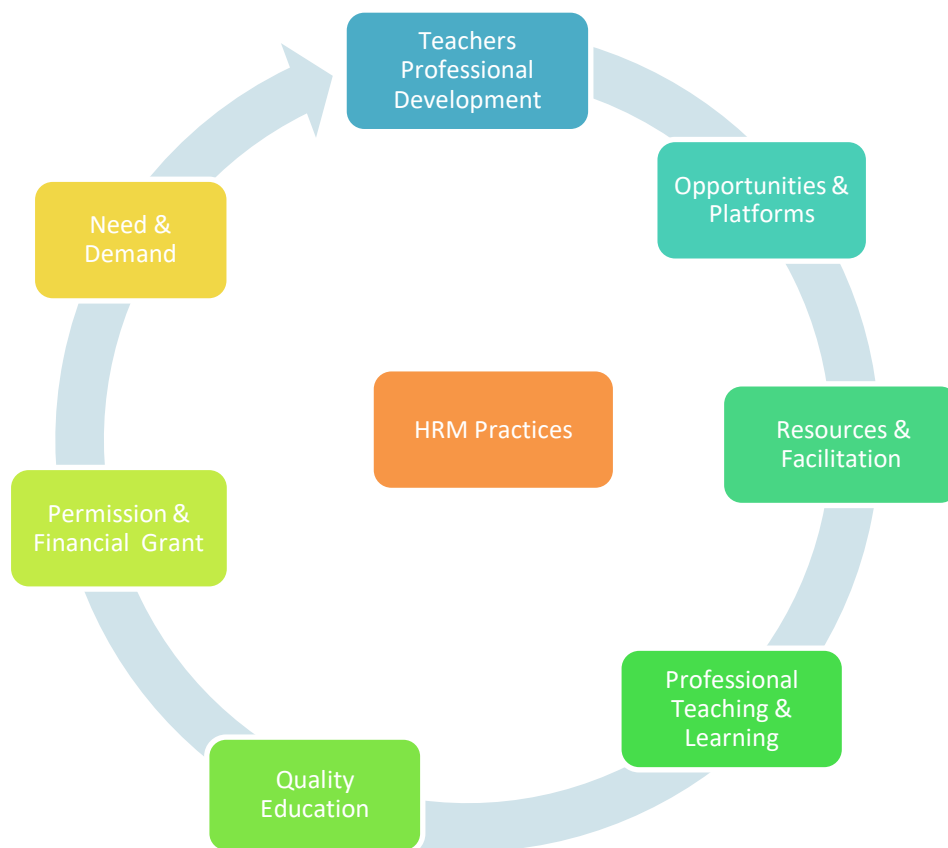 Teachers
Professional
Development
Opportunities &
Platforms
Resources &
Facilitation
Professional
Teaching &
Learning
Quality
Education
Permission &
Financial Grant
Need &
Demand
HRM Practices